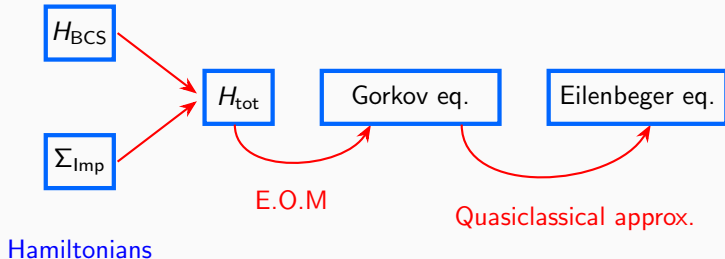 H_BCS
H_tot
Gorkov eq.
Eilenbeger eq.
Σ_Imp
E.O.M
Quasiclassical approx.
Hamiltonians